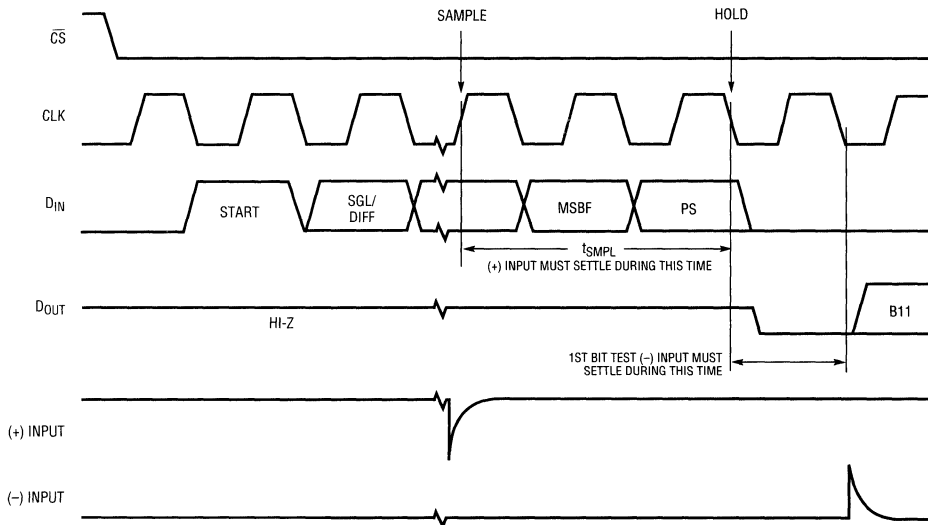 SAMPLE
HOLD
CS
CLK
DIN
START
SGL/
DIFF
MSBF
PS
tSMPL
(+) INPUT MUST SETTLE DURING THIS TIME
DOUT
HI-Z
B11
1ST BIT TEST (–) INPUT MUST
SETTLE DURING THIS TIME
(+) INPUT
(–) INPUT